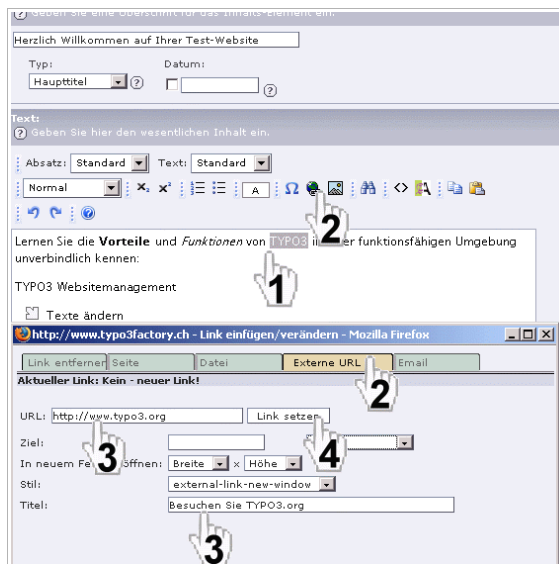 Geben Sie eine Überschrift für das Inhalts-Element ein.
Herzlich Willkommen auf Ihrer Test-Website
Typ: Datum:
Haupttitel
Text:
Geben Sie hier den wesentlichen Inhalt ein.
Absatz: Standard Text: Standard
Normal
Lernen Sie die Vorteile und Funktionen von TYPO3 funktionsfähigen Umgebung
unverbindlich kennen:
2
1
TYPO3 Websitemanagement
Texte ändern
http://www.typo3factory.ch - Link einfügen/verändern - Mozilla Firefox
Link entfernen Seite Datei Externe URL Email
2
Aktueller Link: Kein - neuer Link!
URL: http://www.typo3.org Link setzen
3
4
Ziel:
In neuem öffnen: Breite x Höhe
Stil: external-link-new-window
Titel: Besuchen Sie TYPO3.org
3